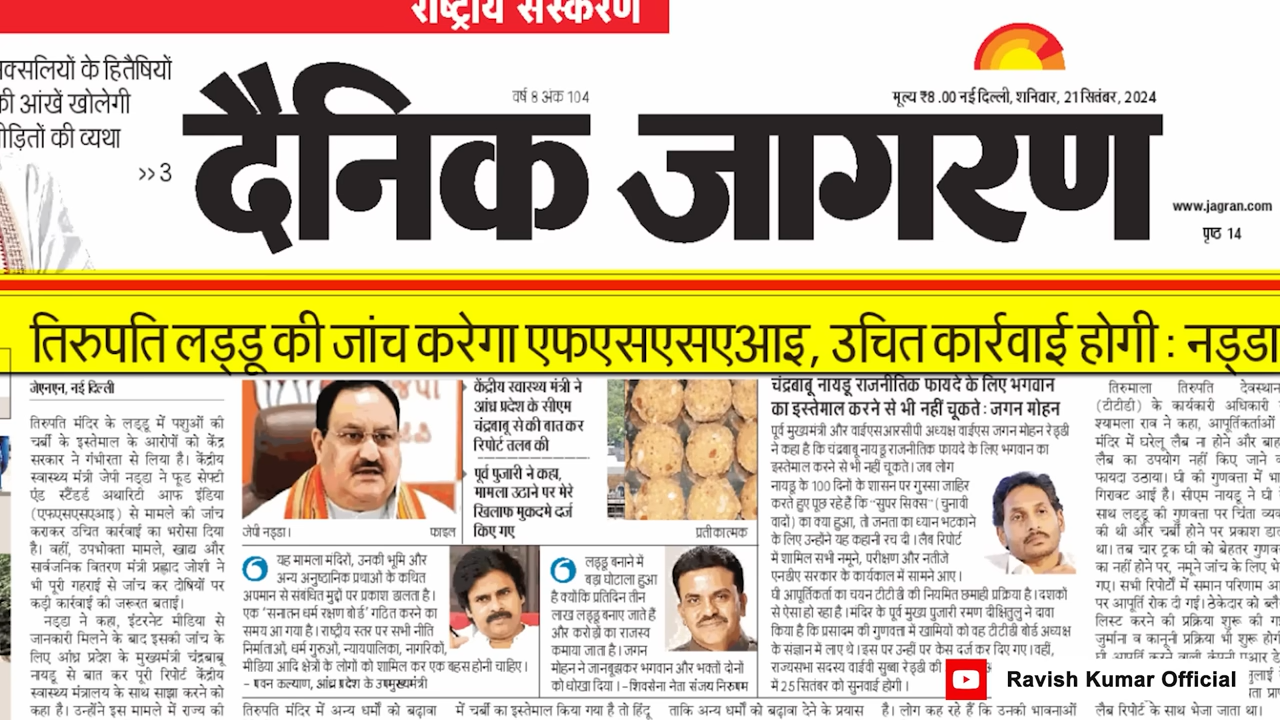 राष्ट्रीय संस्करण
के हितैषियों
आंखें खोलेगी
की व्यथा
>>3
वर्ष 8 अंक 104
मूल्य ₹8.00 नई दिल्ली, शनिवार, 21 सितंबर, 2024
दैनिक जागरण
www.jagran.com
पृष्ठ 14
तिरुपति लड्डू की जांच करेगा एफएसएसएआइ, उचित कार्रवाई होगी : नड्डा
जेएनएन, नई दिल्ली
तिरुपति मंदिर के लड्डू में पशुओं की
चर्बी के इस्तेमाल के आरोपों को केंद्र
सरकार ने गंभीरता से लिया है। केंद्रीय
स्वास्थ्य मंत्री जेपी नड्डा ने फूड सेफ्टी
एंड स्टैंडर्ड अथारिटी आफ इंडिया
(एफएसएसएआइ) से मामले की जांच
कराकर उचित कार्रवाई का भरोसा दिया
है। वहीं, उपभोक्ता मामले, खाद्य और
सार्वजनिक वितरण मंत्री प्रह्लाद जोशी ने
भी पूरी गहराई से जांच कर दोषियों पर
कड़ी कार्रवाई की जरूरत बताई।
नड्डा ने कहा, इंटरनेट मीडिया से
जानकारी मिलने के बाद इसकी जांच के
लिए आंध्र प्रदेश के मुख्यमंत्री चंद्रबाबू
नायडू से बात कर पूरी रिपोर्ट केंद्रीय
स्वास्थ्य मंत्रालय के साथ साझा करने को
कहा है। उन्होंने इस मामले में राज्य की
जेपी नड्डा। फाइल
केंद्रीय स्वास्थ्य मंत्री ने
आंध्र प्रदेश के सीएम
चंद्रबाबू से की बात कर
रिपोर्ट तलब की
पूर्व पुजारी ने कहा,
मामला उठाने पर मेरे
खिलाफ मुकदमे दर्ज
किए गए
प्रतीकात्मक
यह मामला मंदिरों, उनकी भूमि और
अन्य अनुष्ठानिक प्रथाओं के कथित
अपमान से संबंधित मुद्दों पर प्रकाश डालता है।
एक 'सनातन धर्म रक्षण बोर्ड' गठित करने का
समय आ गया है। राष्ट्रीय स्तर पर सभी नीति
निर्माताओं, धर्म गुरुओं, न्यायपालिका, नागरिकों,
मीडिया आदि क्षेत्रों के लोगों को शामिल कर एक बहस होनी चाहिए।
- पवन कल्याण, आंध्र प्रदेश के उपमुख्यमंत्री
लड्डू बनाने में
बड़ा घोटाला हुआ
है क्योंकि प्रतिदिन तीन
लाख लड्डू बनाए जाते हैं
और करोड़ों का राजस्व
कमाया जाता है। जगन
मोहन ने जानबूझकर भगवान और भक्तों दोनों
को धोखा दिया। - शिवसेना नेता संजय निरुपम
चंद्रबाबू नायडू राजनीतिक फायदे के लिए भगवान
का इस्तेमाल करने से भी नहीं चूकते : जगन मोहन
पूर्व मुख्यमंत्री और वाईएसआरसीपी अध्यक्ष वाईएस जगन मोहन रेड्डी
ने कहा है कि चंद्रबाबू नायडू राजनीतिक फायदे के लिए भगवान का
इस्तेमाल करने से भी नहीं चूकते। जब लोग
नायडू के 100 दिनों के शासन पर गुस्सा जाहिर
करते हुए पूछ रहे हैं कि "सुपर सिक्स" (चुनावी
वादों) का क्या हुआ, तो जनता का ध्यान भटकाने
के लिए उन्होंने यह कहानी रच दी। लैब रिपोर्ट
में शामिल सभी नमूने, परीक्षण और नतीजे
एनडीए सरकार के कार्यकाल में सामने आए।
घी आपूर्तिकर्ता का चयन टीटीडी की नियमित छमाही प्रक्रिया है। दशकों
से ऐसा हो रहा है। मंदिर के पूर्व मुख्य पुजारी रमण दीक्षितुलु ने दावा
किया है कि प्रसादम की गुणवत्ता में खामियों को वह टीटीडी बोर्ड अध्यक्ष
के संज्ञान में लाए थे। इस पर उन्हीं पर केस दर्ज कर दिए गए। वहीं,
राज्यसभा सदस्य वाईवी सुब्बा रेड्डी की
में 25 सितंबर को सुनवाई होगी।
तिरुमाला तिरुपति देवस्थान
(टीटीडी) के कार्यकारी अधिकारी
श्यामला राव ने कहा, आपूर्तिकर्ताओं
मंदिर में घरेलू लैब ना होने और
लैब का उपयोग नहीं किए जाने
फायदा उठाया। घी की गुणवत्ता में
गिरावट आई है। सीएम नायडू ने घी
साथ लड्डू की गुणवत्ता पर चिंता
की थी और चर्बी होने पर प्रकाश
था। तब चार ट्रक घी को बेहतर
का नहीं होने पर, नमूने जांच के लिए
गए। सभी रिपोर्टों में समान परिणाम
पर आपूर्ति रोक दी गई। ठेकेदार को
लिस्ट करने की प्रक्रिया शुरू की
जुर्माना व कानूनी प्रक्रिया भी शुरू
घी आपूर्ति करने वाली कंपनी एआर
लैब रिपोर्ट के साथ भेजा जाता था।
तिरुपति मंदिर में अन्य धर्मों को बढ़ावा
में चर्बी का इस्तेमाल किया गया है तो हिंदू
ताकि अन्य धर्मों को बढ़ावा देने के प्रयास
है। लोग कह रहे हैं कि उनकी भावनाओं
Ravish Kumar Official